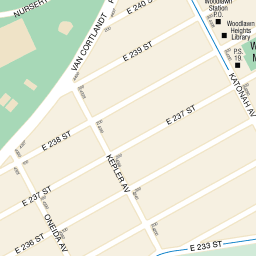 NURSERY
E 240 S
Woodlawn
Station
P.O.
Woodlawn
Heights
Library
P.S.
19
W
M
VAN CORTLANDT P
E 239 ST
KATONAH AV
E 238 ST
E 237 ST
KEPLER AV
E 237 ST
ONEIDA AV
E 236 ST
E 233 ST